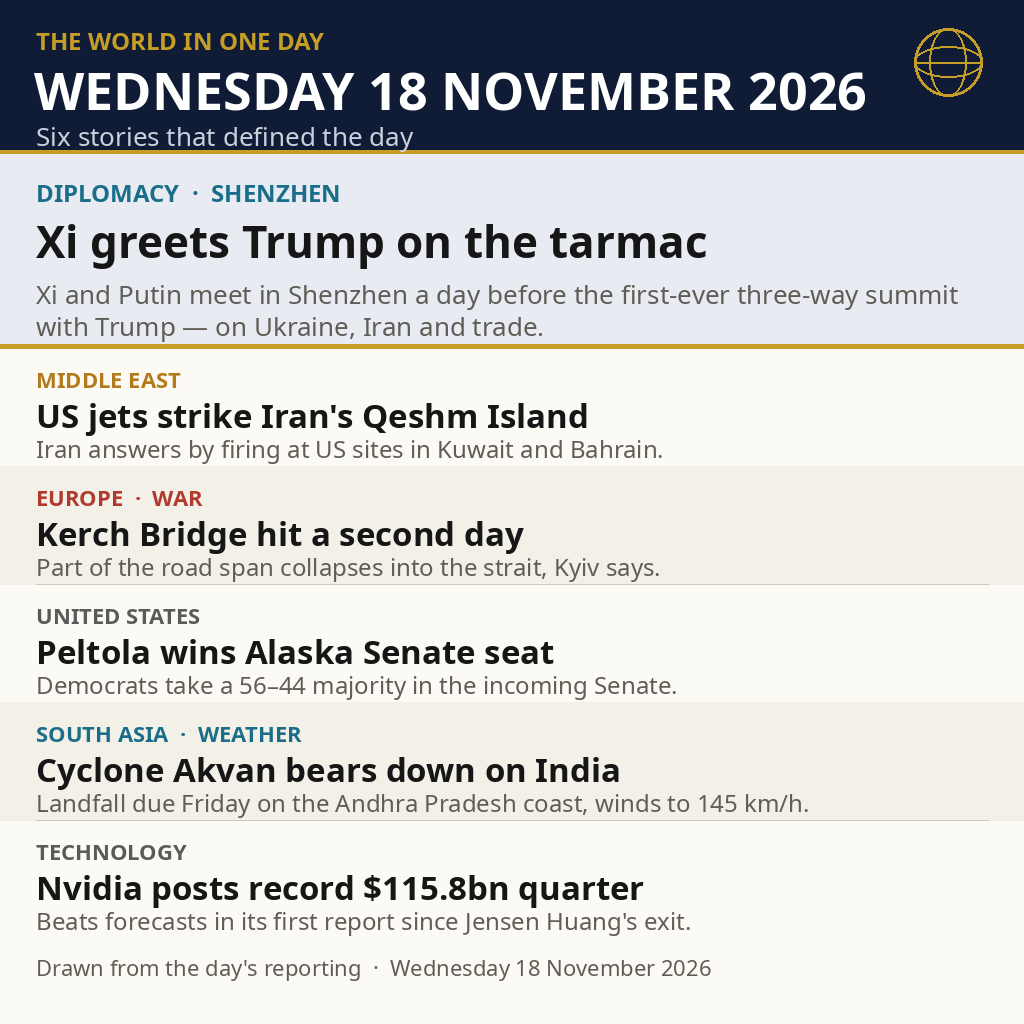 THE WORLD IN ONE DAY
WEDNESDAY 18 NOVEMBER 2026
Six stories that defined the day
DIPLOMACY · SHENZHEN
Xi greets Trump on the tarmac
Xi and Putin meet in Shenzhen a day before the first-ever three-way summit
with Trump — on Ukraine, Iran and trade.
MIDDLE EAST
US jets strike Iran's Qeshm Island
Iran answers by firing at US sites in Kuwait and Bahrain.
EUROPE · WAR
Kerch Bridge hit a second day
Part of the road span collapses into the strait, Kyiv says.
UNITED STATES
Peltola wins Alaska Senate seat
Democrats take a 56–44 majority in the incoming Senate.
SOUTH ASIA · WEATHER
Cyclone Akvan bears down on India
Landfall due Friday on the Andhra Pradesh coast, winds to 145 km/h.
TECHNOLOGY
Nvidia posts record $115.8bn quarter
Beats forecasts in its first report since Jensen Huang's exit.
Drawn from the day's reporting · Wednesday 18 November 2026